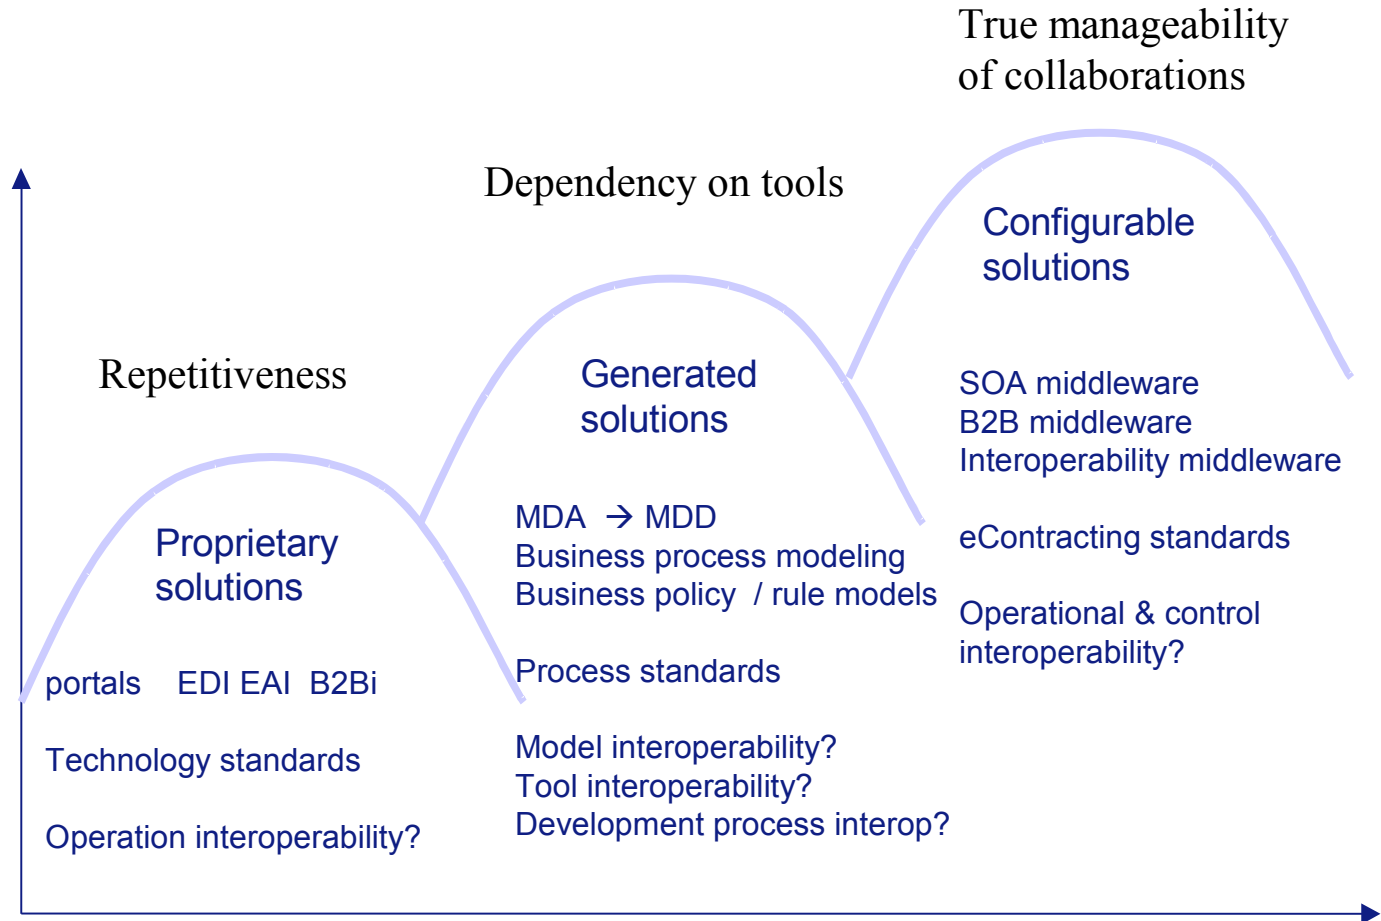 Repetitiveness
Proprietary
solutions
portals EDI EAI B2Bi
Technology standards
Operation interoperability?
Dependency on tools
Generated
solutions
MDA → MDD
Business process modeling
Business policy / rule models
Process standards
Model interoperability?
Tool interoperability?
Development process interop?
True manageability
of collaborations
Configurable
solutions
SOA middleware
B2B middleware
Interoperability middleware
eContracting standards
Operational & control
interoperability?